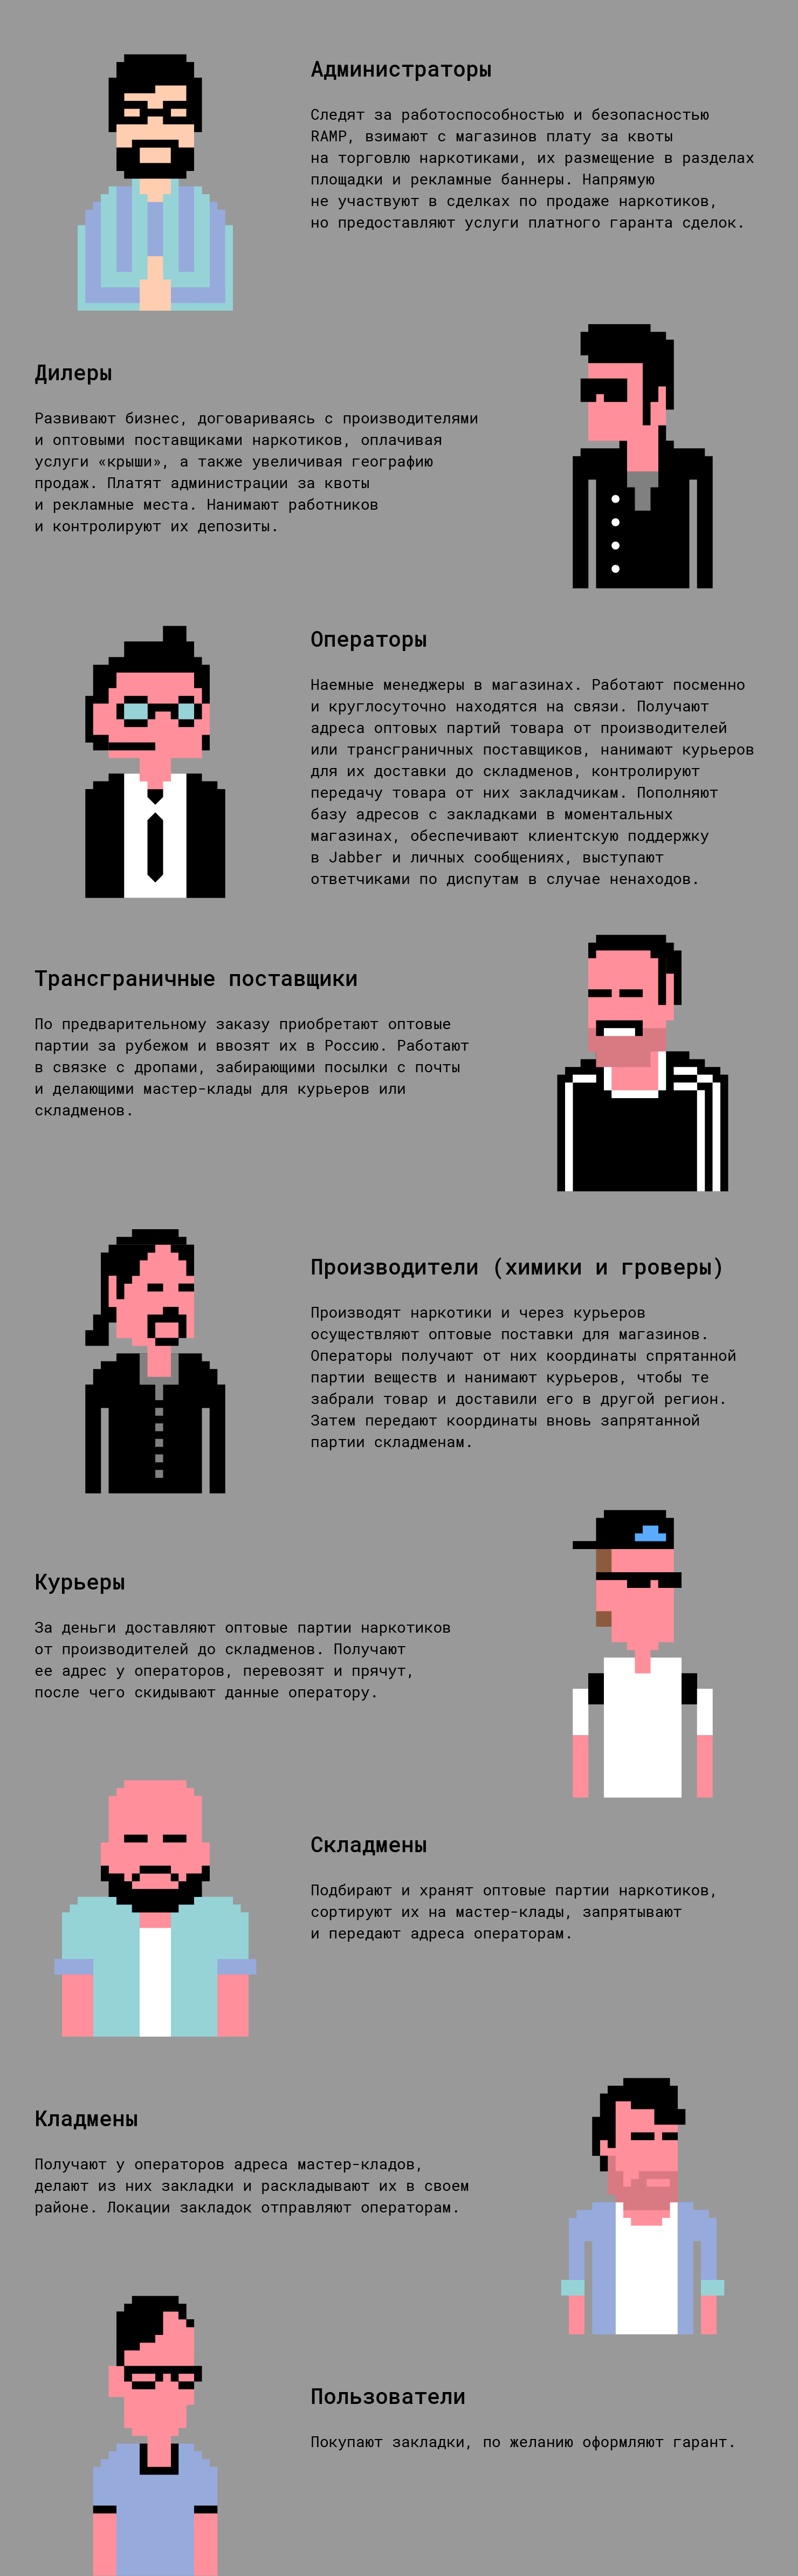 Администраторы
Следят за работоспособностью и безопасностью
RAMP, взимают с магазинов плату за квоты
на торговлю наркотиками, их размещение в разделах
площадки и рекламные баннеры. Напрямую
не участвуют в сделках по продаже наркотиков,
но предоставляют услуги платного гаранта сделок.
Дилеры
Развивают бизнес, договариваясь с производителями
и оптовыми поставщиками наркотиков, оплачивая
услуги «крыши», а также увеличивая географию
продаж. Платят администрации за квоты
и рекламные места. Нанимают работников
и контролируют их депозиты.
Операторы
Наемные менеджеры в магазинах. Работают посменно
и круглосуточно находятся на связи. Получают
адреса оптовых партий товара от производителей
или трансграничных поставщиков, нанимают курьеров
для их доставки до складменов, контролируют
передачу товара от них закладчикам. Пополняют
базу адресов с закладками в моментальных
магазинах, обеспечивают клиентскую поддержку
в Jabber и личных сообщениях, выступают
ответчиками по диспутам в случае ненаходов.
Трансграничные поставщики
По предварительному заказу приобретают оптовые
партии за рубежом и ввозят их в Россию. Работают
в связке с дропами, забирающими посылки с почты
и делающими мастер-клады для курьеров или
складменов.
Производители (химики и гроверы)
Производят наркотики и через курьеров
осуществляют оптовые поставки для магазинов.
Операторы получают от них координаты спрятанной
партии веществ и нанимают курьеров, чтобы те
забрали товар и доставили его в другой регион.
Затем передают координаты вновь запрятанной
партии складменам.
Курьеры
За деньги доставляют оптовые партии наркотиков
от производителей до складменов. Получают
ее адрес у операторов, перевозят и прячут,
после чего скидывают данные оператору.
Складмены
Подбирают и хранят оптовые партии наркотиков,
сортируют их на мастер-клады, запрятывают
и передают адреса операторам.
Кладмены
Получают у операторов адреса мастер-кладов,
делают из них закладки и раскладывают их в своем
районе. Локации закладок отправляют операторам.
Пользователи
Покупают закладки, по желанию оформляют гарант.